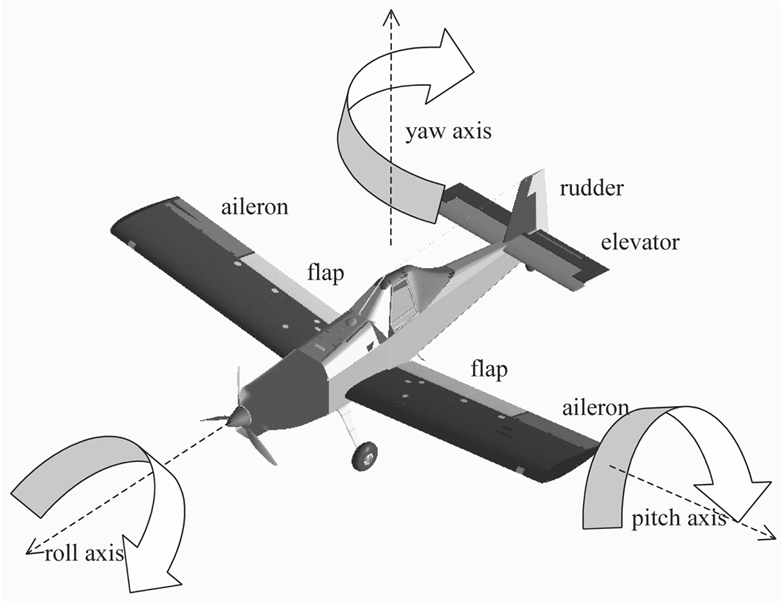 yaw axis
rudder
aileron
elevator
flap
flap
aileron
pitch axis
roll axis